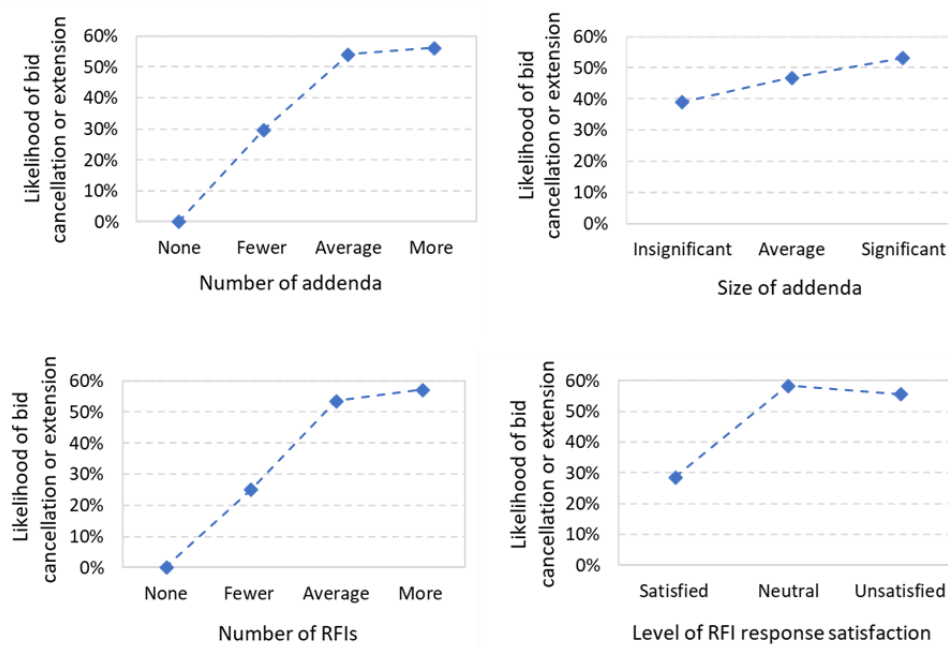 Likelihood of bid
cancellation or extension
60%
50%
40%
30%
20%
10%
0%
None Fewer Average More
Number of addenda
Likelihood of bid
cancellation or extension
60%
50%
40%
30%
20%
10%
0%
Insignificant Average Significant
Size of addenda
Likelihood of bid
cancellation or extension
60%
50%
40%
30%
20%
10%
0%
None Fewer Average More
Number of RFIs
Likelihood of bid
cancellation or extension
60%
50%
40%
30%
20%
10%
0%
Satisfied Neutral Unsatisfied
Level of RFI response satisfaction